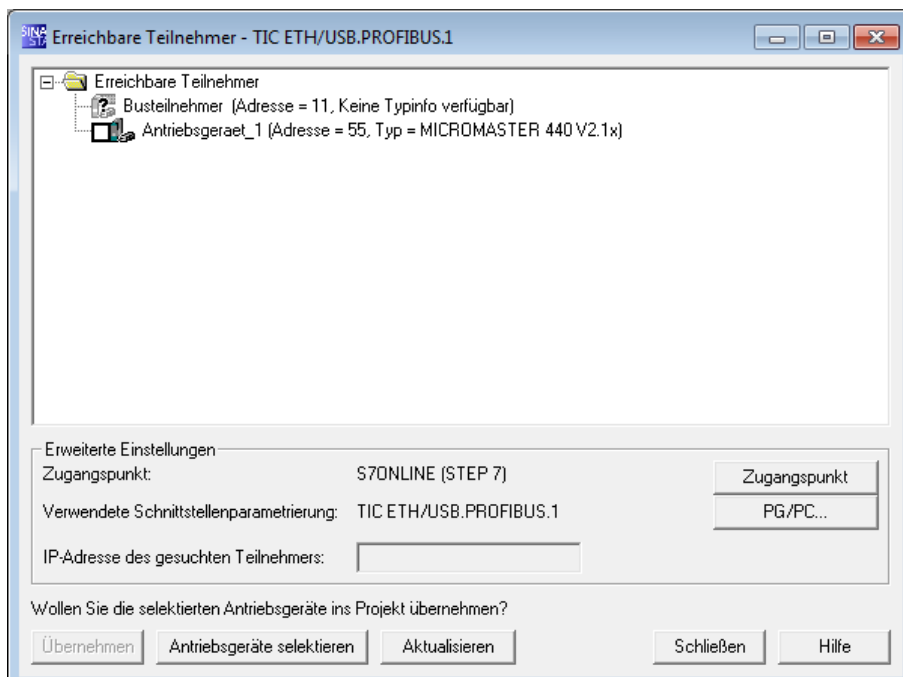 SINA
STA
Erreichbare Teilnehmer - TIC ETH/USB.PROFIBUS.1
Erreichbare Teilnehmer
Busteilnehmer (Adresse = 11, Keine Typinfo verfügbar)
Antriebsgeraet_1 (Adresse = 55, Typ = MICROMASTER 440 V2.1x)
Erweiterte Einstellungen
Zugangspunkt: S7ONLINE (STEP 7) Zugangspunkt
Verwendete Schnittstellenparametrierung: TIC ETH/USB.PROFIBUS.1 PG/PC...
IP-Adresse des gesuchten Teilnehmers:
Wollen Sie die selektierten Antriebsgeräte ins Projekt übernehmen?
Übernehmen Antriebsgeräte selektieren Aktualisieren Schließen Hilfe